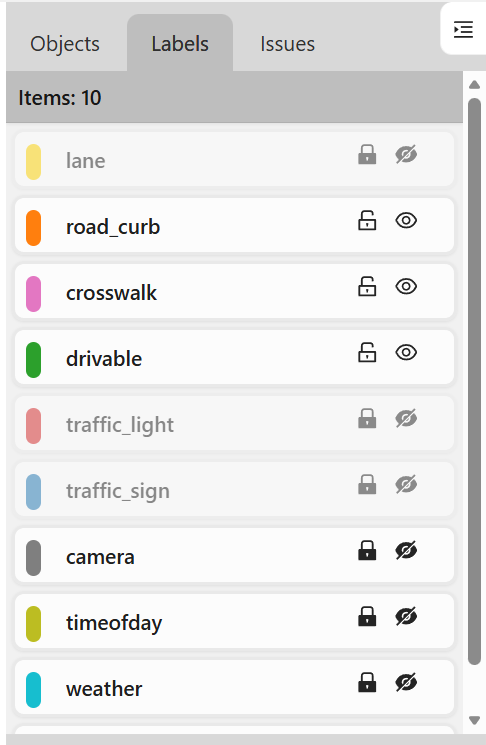 Objects Labels Issues
Items: 10
lane
road_curb
crosswalk
drivable
traffic_light
traffic_sign
camera
timeofday
weather